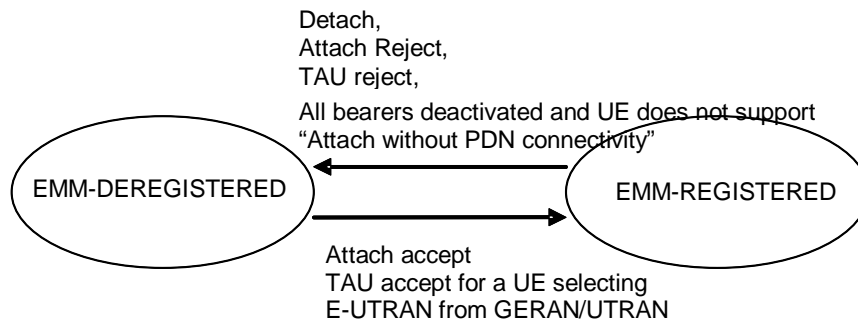 Detach,
Attach Reject,
TAU reject,
All bearers deactivated and UE does not support
“Attach without PDN connectivity”
EMM-DEREGISTERED
EMM-REGISTERED
Attach accept
TAU accept for a UE selecting
E-UTRAN from GERAN/UTRAN